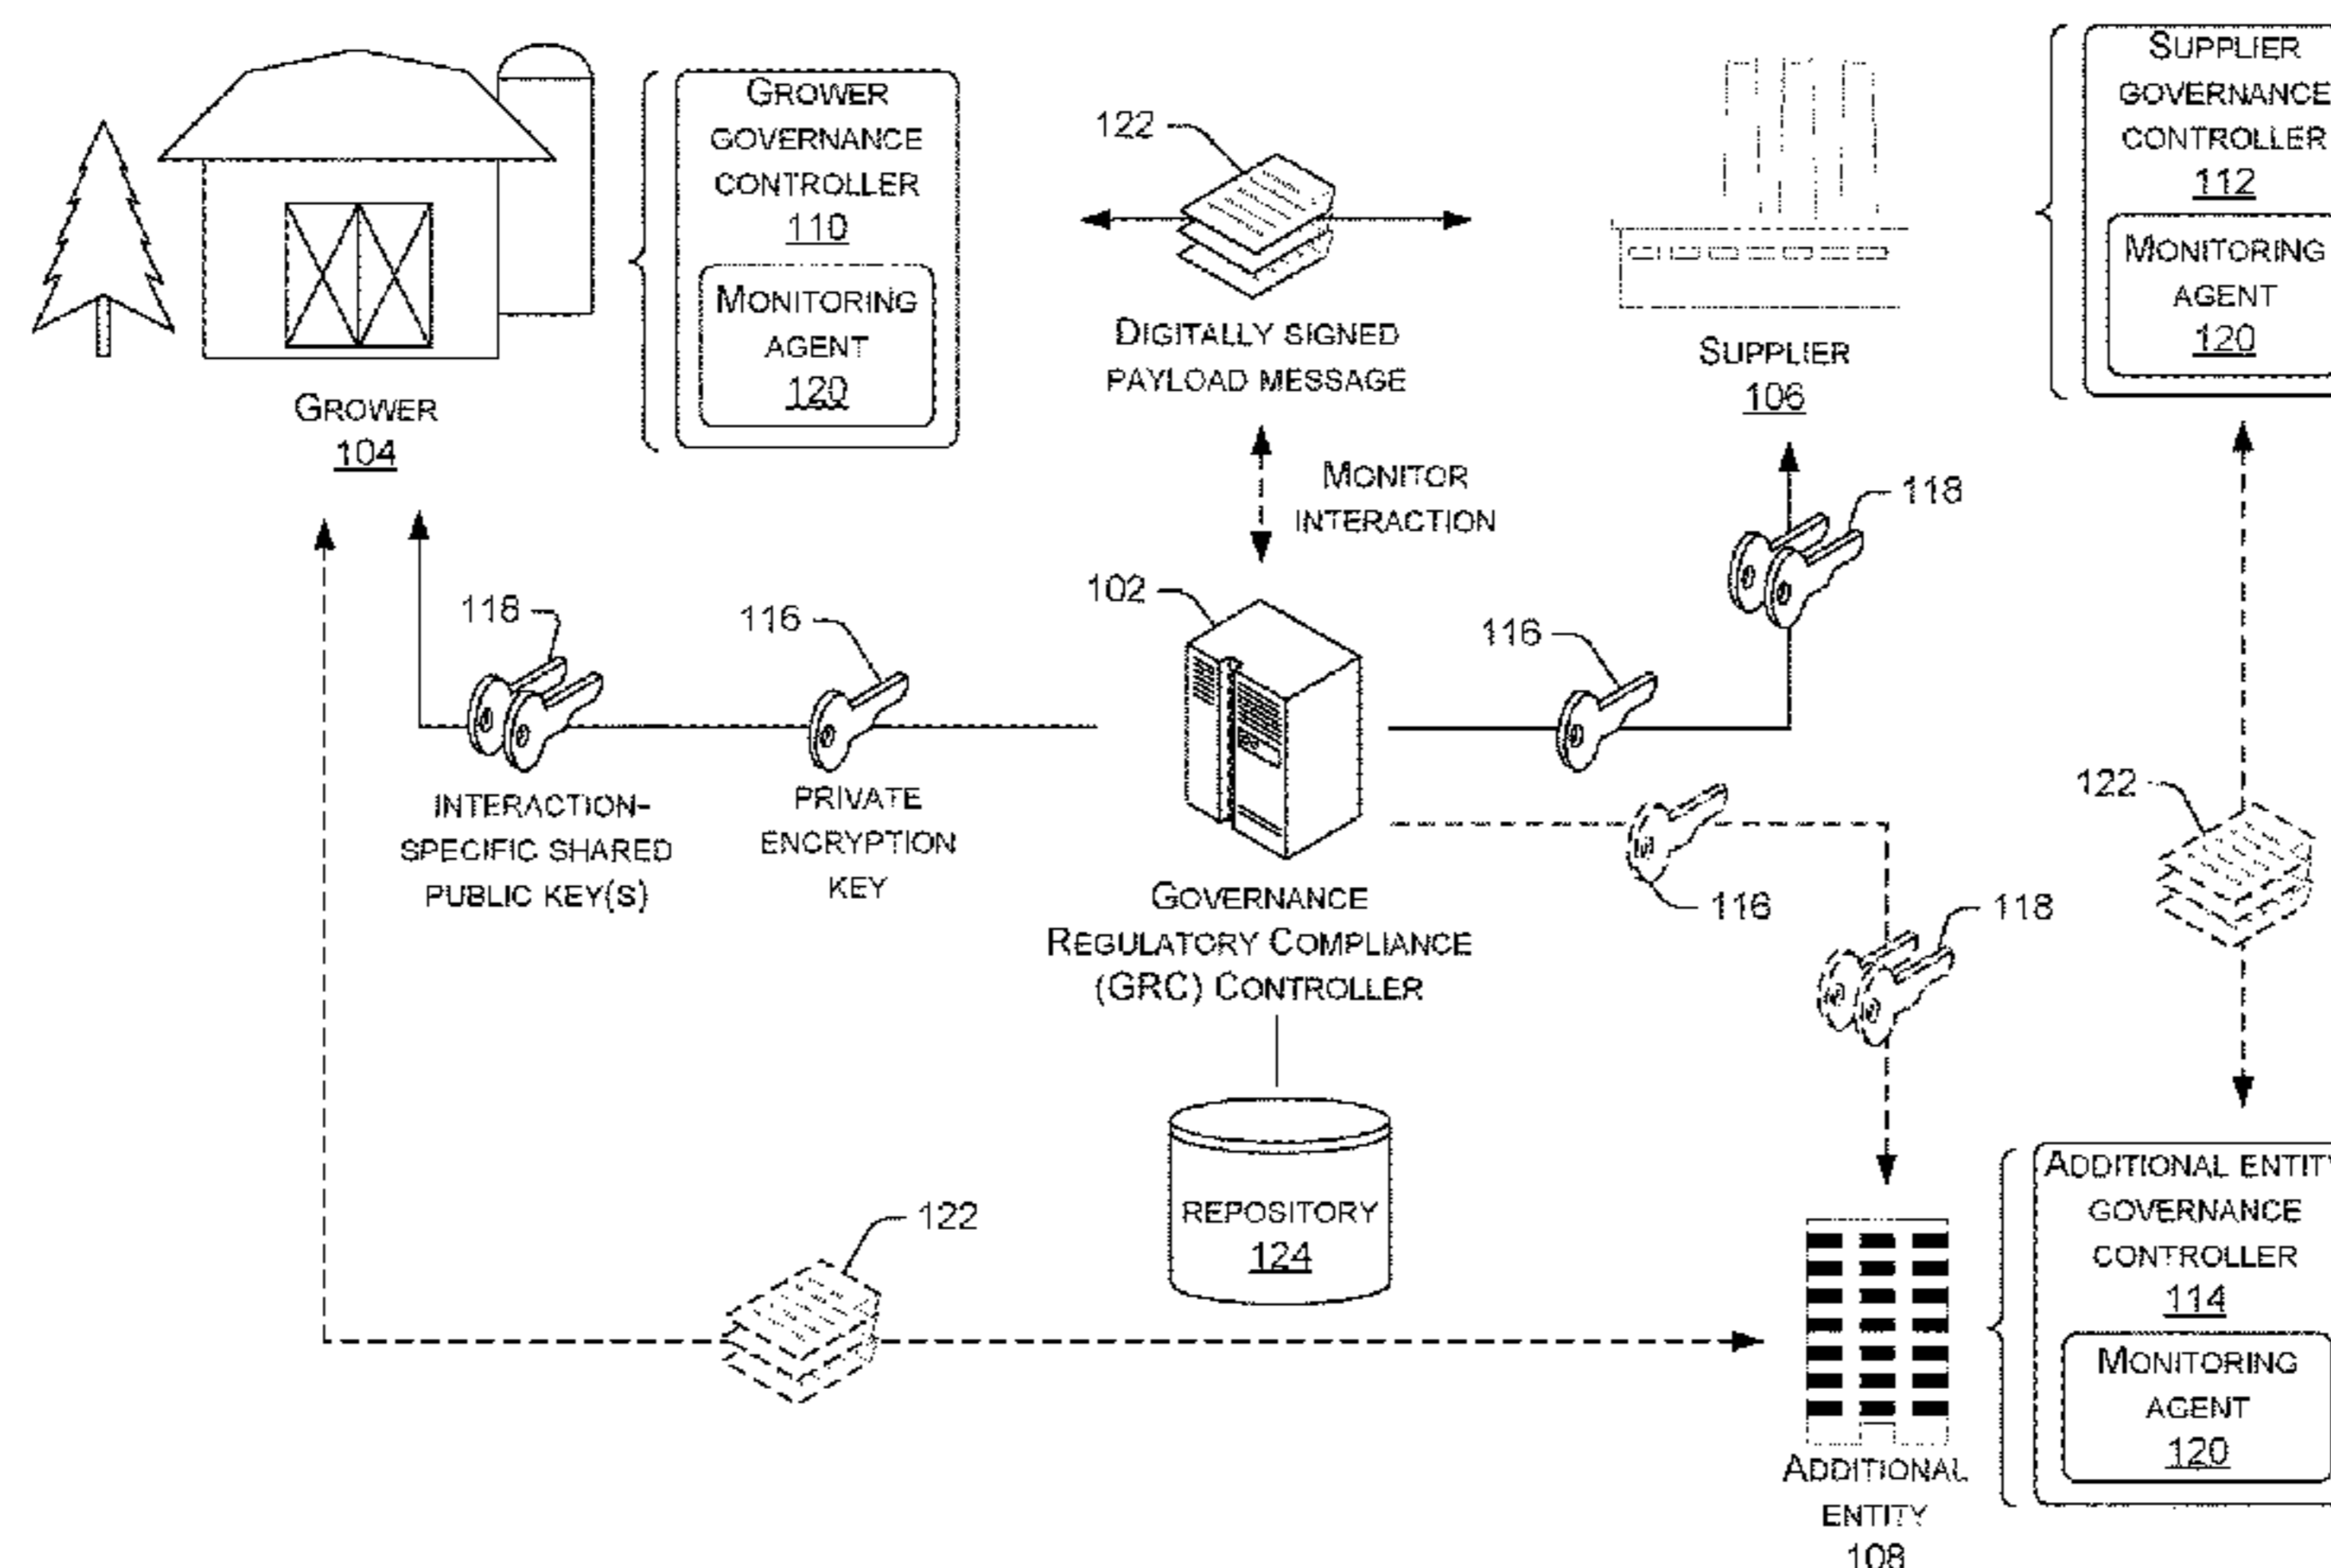 GROWER
GOVERNANCE
CONTROLLER
110
MONITORING
AGENT
120
GROWER
104
122
DIGITALLY SIGNED
PAYLOAD MESSAGE
SUPPLIER
106
SUPPLIER
GOVERNANCE
CONTROLLER
112
MONITORING
AGENT
120
MONITOR
INTERACTION
118
INTERACTION-
SPECIFIC SHARED
PUBLIC KEY(S)
116
PRIVATE
ENCRYPTION
KEY
102
GOVERNANCE
REGULATORY COMPLIANCE
(GRC) CONTROLLER
116
118
116
118
122
REPOSITORY
124
122
ADDITIONAL
ENTITY
108
ADDITIONAL ENTITY
GOVERNANCE
CONTROLLER
114
MONITORING
AGENT
120